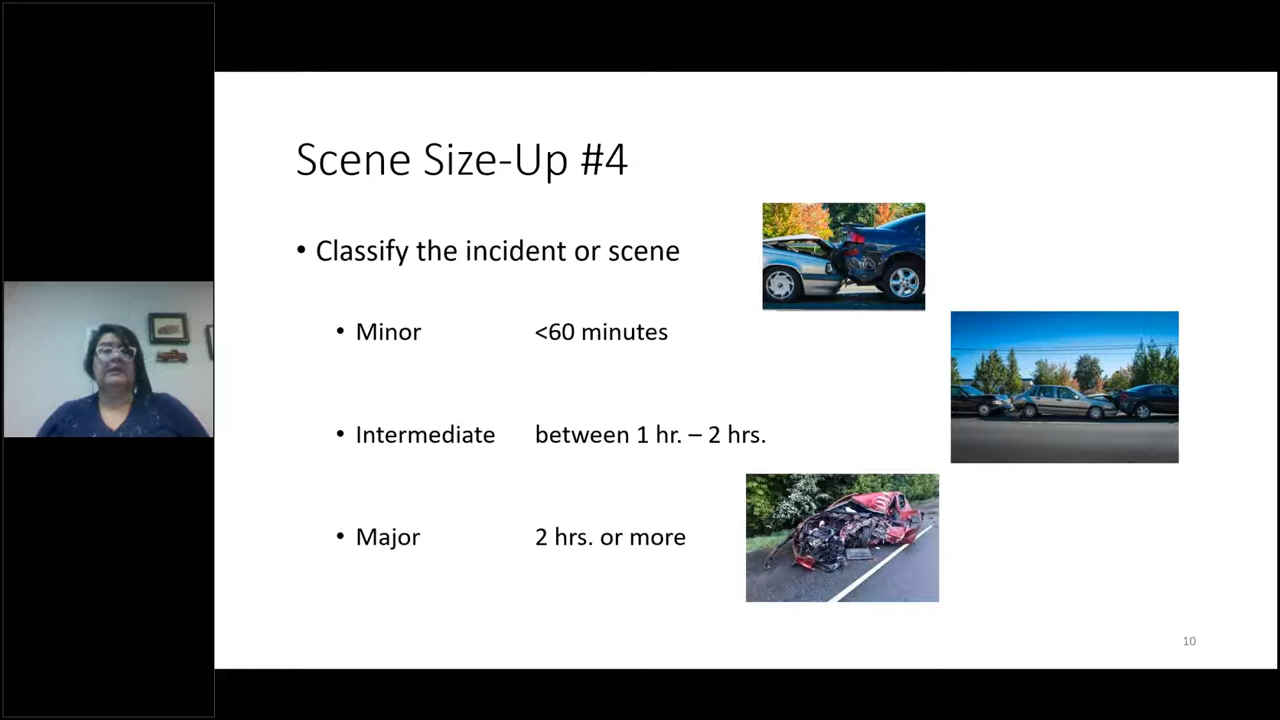 Scene Size-Up #4
• Classify the incident or scene
• Minor <60 minutes
• Intermediate between 1 hr. – 2 hrs.
• Major 2 hrs. or more
10